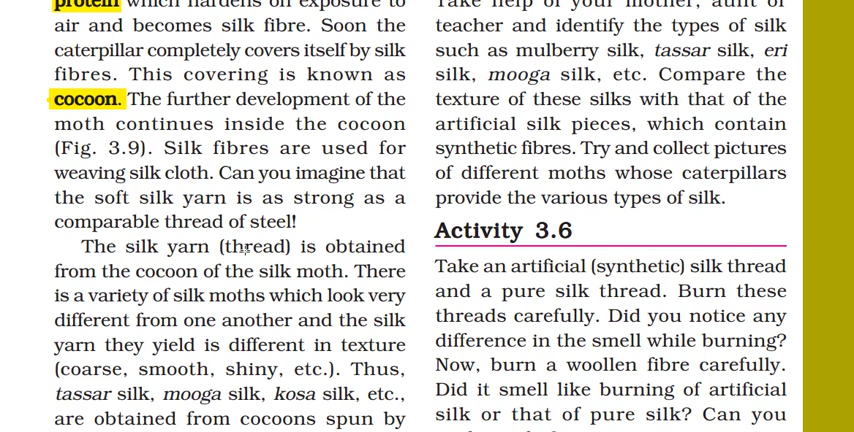 protein which hardens on exposure to
air and becomes silk fibre. Soon the
caterpillar completely covers itself by silk
fibres. This covering is known as
cocoon. The further development of the
moth continues inside the cocoon
(Fig. 3.9). Silk fibres are used for
weaving silk cloth. Can you imagine that
the soft silk yarn is as strong as a
comparable thread of steel!
The silk yarn (thread) is obtained
from the cocoon of the silk moth. There
is a variety of silk moths which look very
different from one another and the silk
yarn they yield is different in texture
(coarse, smooth, shiny, etc.). Thus,
tassar silk, mooga silk, kosa silk, etc.,
are obtained from cocoons spun by
Take help of your mother, aunt or
teacher and identify the types of silk
such as mulberry silk, tassar silk, eri
silk, mooga silk, etc. Compare the
texture of these silks with that of the
artificial silk pieces, which contain
synthetic fibres. Try and collect pictures
of different moths whose caterpillars
provide the various types of silk.
Activity 3.6
Take an artificial (synthetic) silk thread
and a pure silk thread. Burn these
threads carefully. Did you notice any
difference in the smell while burning?
Now, burn a woollen fibre carefully.
Did it smell like burning of artificial
silk or that of pure silk? Can you